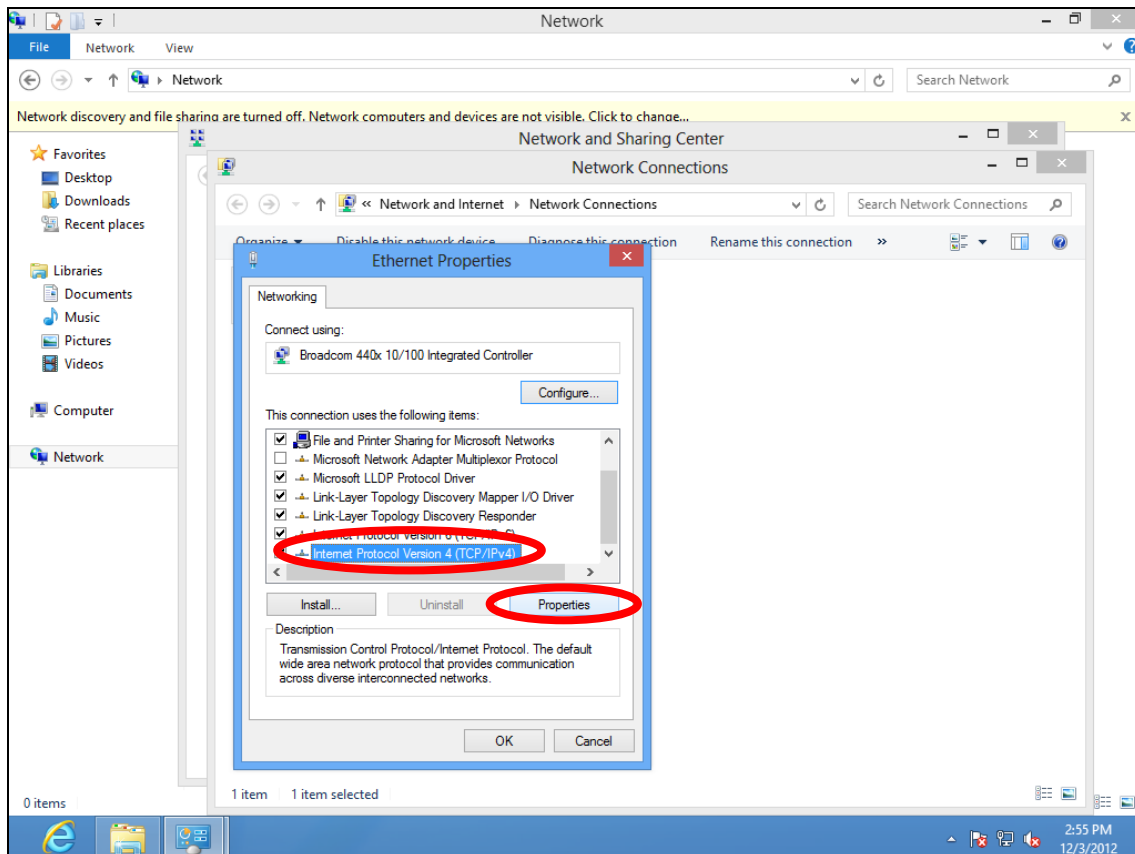 Network
File Network View
Network
Search Network
Network discovery and file sharing are turned off. Network computers and devices are not visible. Click to change...
Network and Sharing Center
Network Connections
Favorites
Desktop
Downloads
Recent places
Libraries
Documents
Music
Pictures
Videos
Computer
Network
« Network and Internet Network Connections
Search Network Connections
Organize Disable this network device Diagnose this connection Rename this connection »
Ethernet Properties
Networking
Connect using:
Broadcom 440x 10/100 Integrated Controller
Configure...
This connection uses the following items:
File and Printer Sharing for Microsoft Networks
Microsoft Network Adapter Multiplexor Protocol
Microsoft LLDP Protocol Driver
Link-Layer Topology Discovery Mapper I/O Driver
Link-Layer Topology Discovery Responder
Internet Protocol Version 6 (TCP/IPv6)
Internet Protocol Version 4 (TCP/IPv4)
Install... Uninstall Properties
Description
Transmission Control Protocol/Internet Protocol. The default
wide area network protocol that provides communication
across diverse interconnected networks.
OK Cancel
1 item 1 item selected
0 items
2:55 PM
12/3/2012